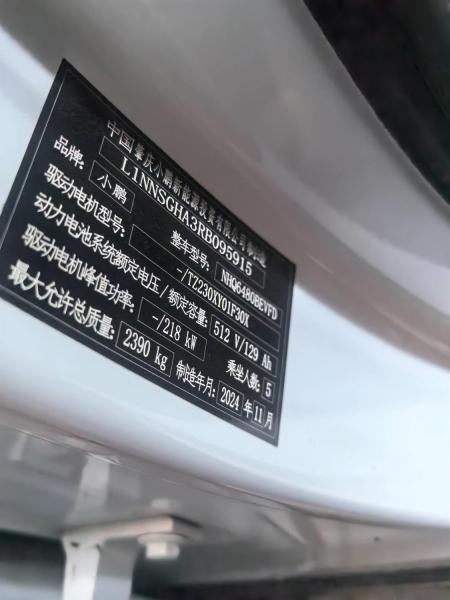 中国肇庆小鹏新能源投资有限公司制造
L1NNSGHA3RB095915
品牌: 小鹏 整车型号: NHQ6480BEVFD
驱动电机型号: -/TZ230XY01F30X
动力电池系统额定电压/额定容量: 512 V/129 Ah
驱动电机峰值功率: -/218 kW 乘坐人数: 5
最大允许总质量: 2390 kg 制造年月: 2024 年 11 月